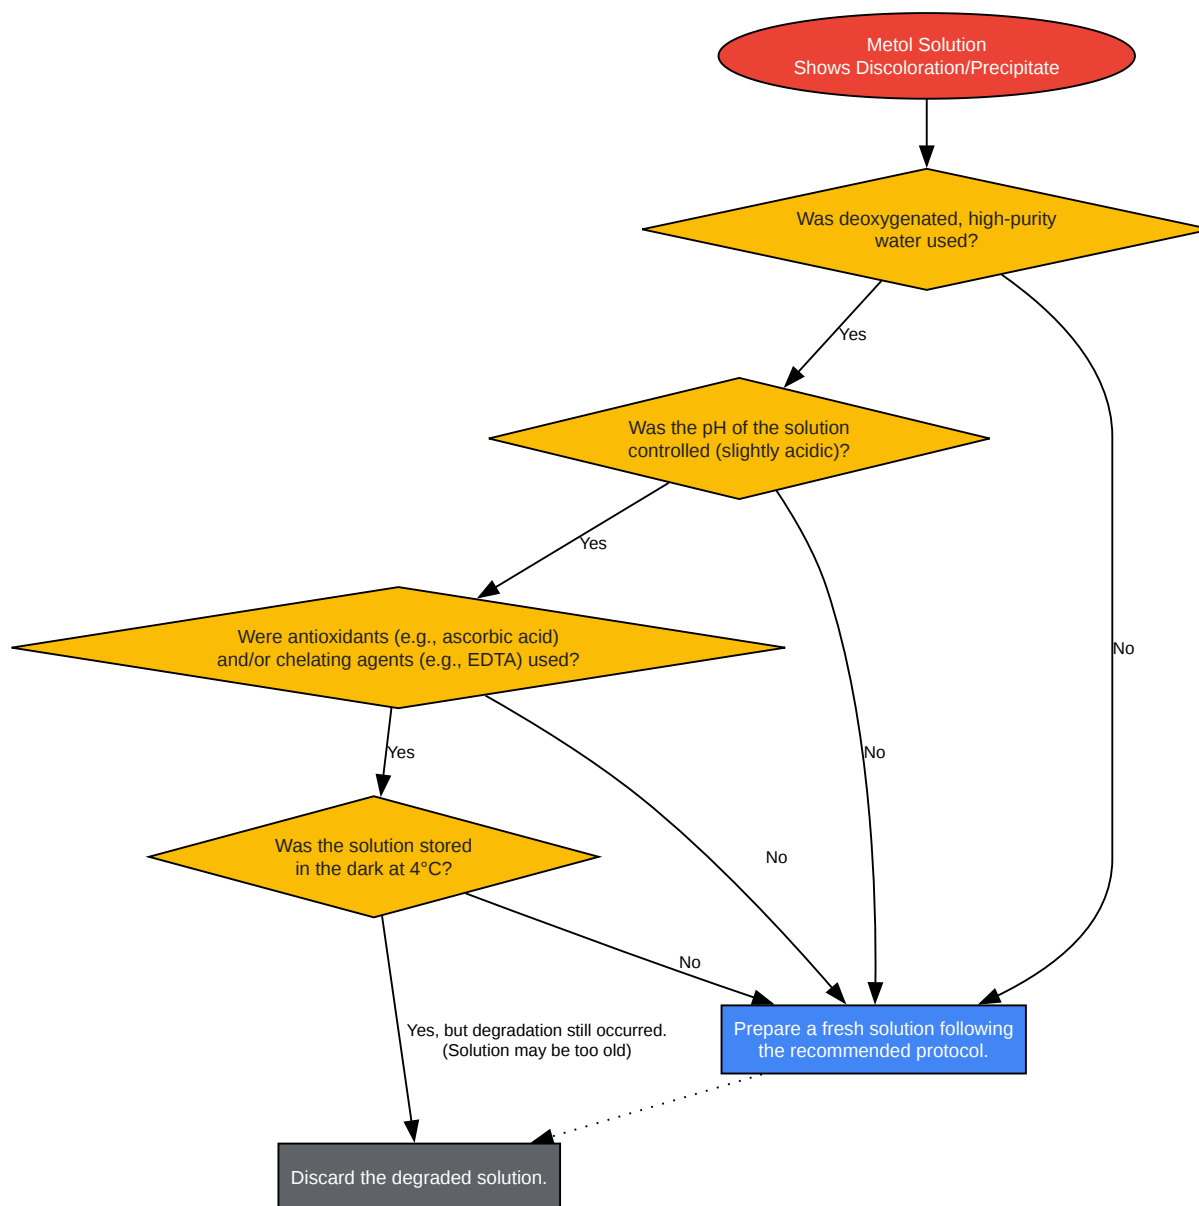 Metol Solution
Shows Discoloration/Precipitate
Was deoxygenated, high-purity
water used?
Yes
Was the pH of the solution
controlled (slightly acidic)?
Yes
No
Were antioxidants (e.g., ascorbic acid)
and/or chelating agents (e.g., EDTA) used?
Yes
No
Was the solution stored
in the dark at 4°C?
No
No
Yes, but degradation still occurred.
(Solution may be too old)
Prepare a fresh solution following
the recommended protocol.
Discard the degraded solution.